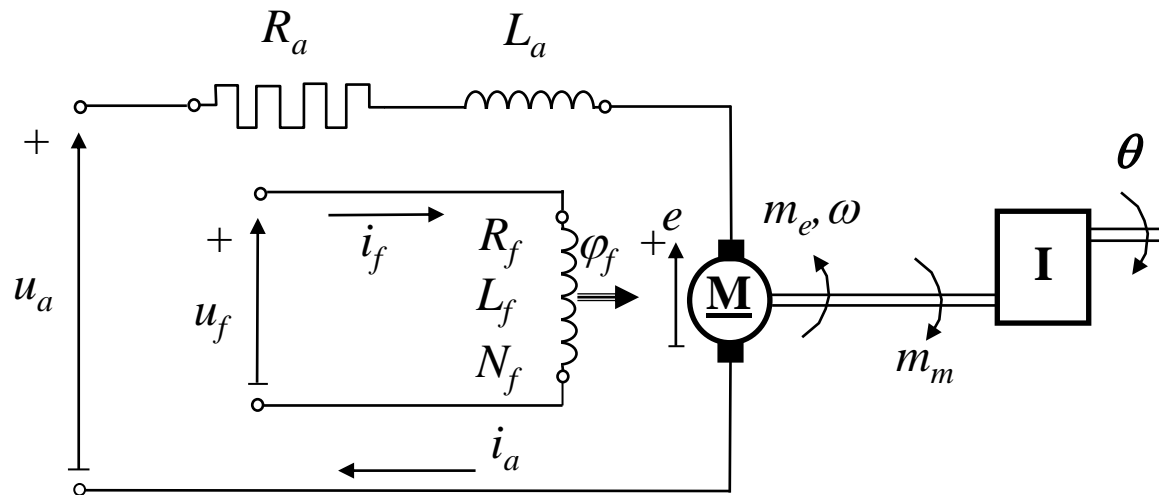 R_a
L_a
+
u_a
+
u_f
i_f
R_f
L_f
N_f
φ_f
+
e
M
m_e, ω
m_m
I
θ
i_a